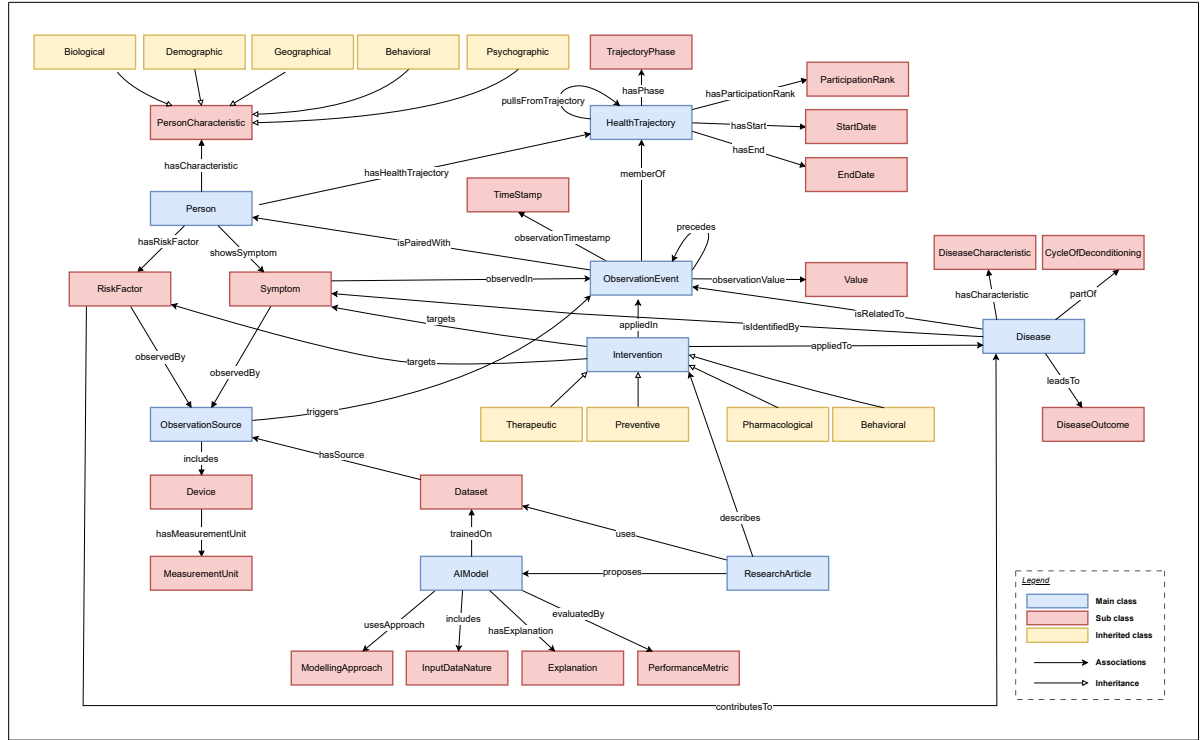 Biological
Demographic
Geographical
Behavioral
Psychographic
TrajectoryPhase
ParticipationRank
hasPhase
hasParticipationRank
pullsFromTrajectory
PersonCharacteristic
HealthTrajectory
hasStart
StartDate
hasEnd
hasCharacteristic
hasHealthTrajectory
memberOf
EndDate
Person
TimeStamp
hasRiskFactor
showsSymptom
isPairedWith
observationTimestamp
precedes
DiseaseCharacteristic
CycleOfDeconditioning
RiskFactor
Symptom
observedIn
ObservationEvent
observationValue
Value
hasCharacteristic
partOf
isRelatedTo
targets
appliedIn
isIdentifiedBy
Disease
observedBy
observedBy
targets
Intervention
appliedTo
leadsTo
triggers
ObservationSource
Therapeutic
Preventive
Pharmacological
Behavioral
DiseaseOutcome
includes
hasSource
Device
Dataset
describes
hasMeasurementUnit
trainedOn
uses
MeasurementUnit
AIModel
proposes
ResearchArticle
usesApproach
includes
hasExplanation
evaluatedBy
ModellingApproach
InputDataNature
Explanation
PerformanceMetric
contributesTo
Legend
Main class
Sub class
Inherited class
Associations
Inheritance